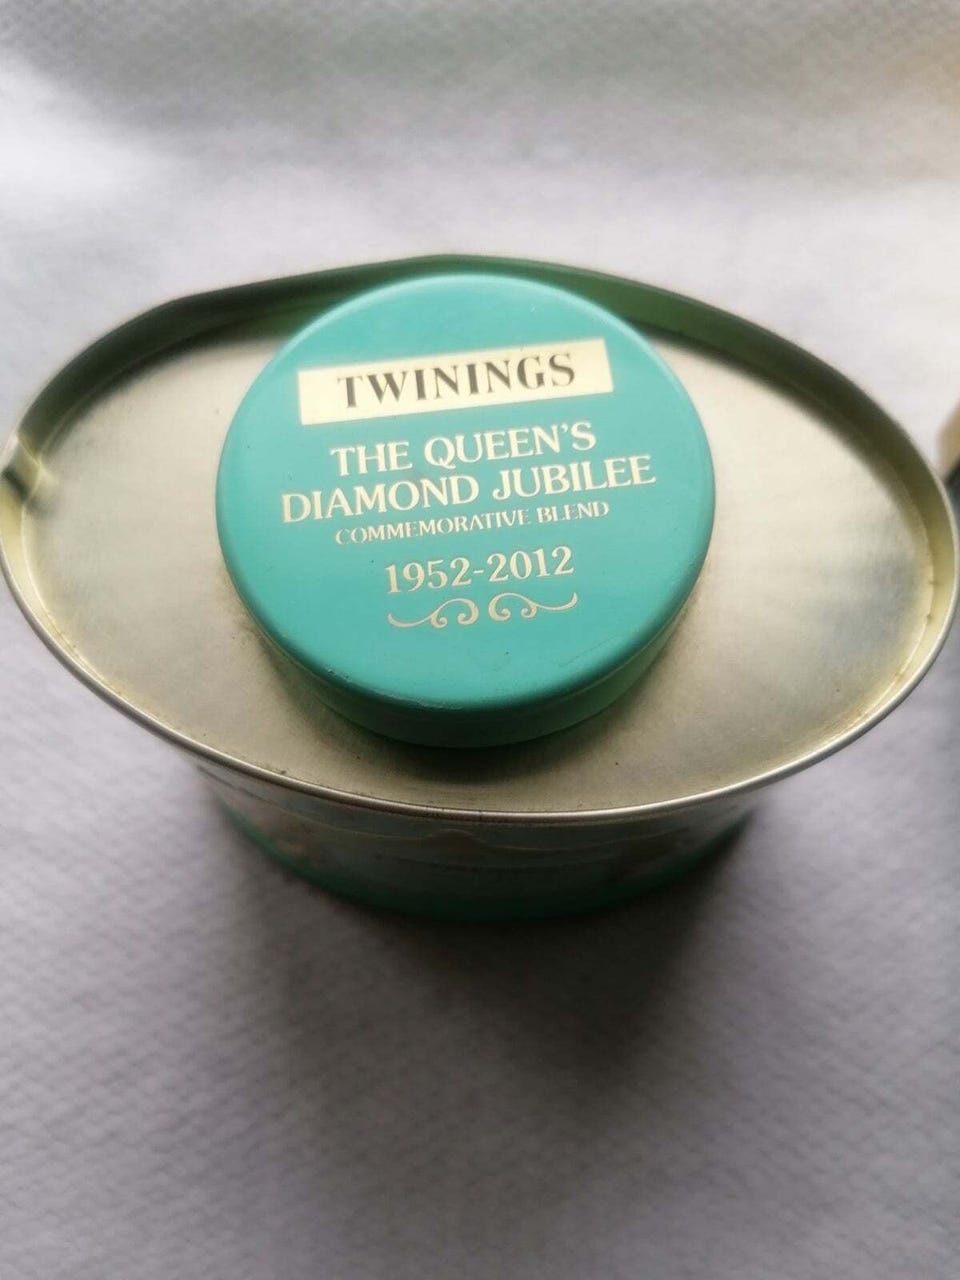 TWININGS
THE QUEEN'S
DIAMOND JUBILEE
COMMEMORATIVE BLEND
1952-2012